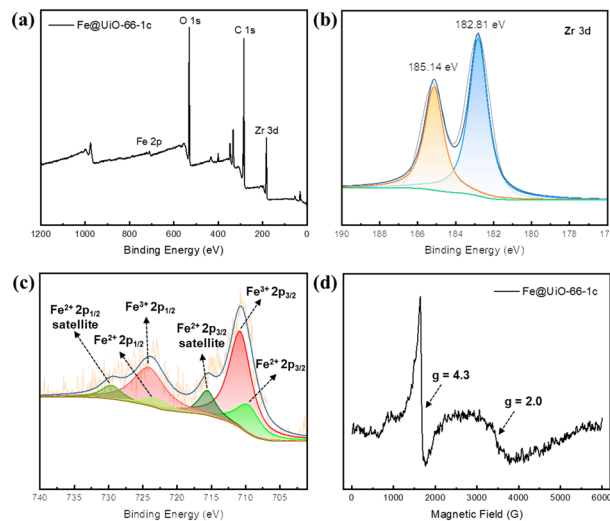 (a)
Fe@UiO-66-1c
O 1s
C 1s
Fe 2p
Zr 3d
1200 1000 800 600 400 200 0
Binding Energy (eV)
(b)
182.81 eV
Zr 3d
185.14 eV
190 188 186 184 182 180 178
Binding Energy (eV)
(c)
Fe³⁺ 2p₃/₂
Fe³⁺ 2p₁/₂
Fe²⁺ 2p₁/₂
satellite
Fe²⁺ 2p₃/₂
satellite
Fe²⁺ 2p₁/₂
Fe²⁺ 2p₃/₂
740 735 730 725 720 715 710 705
Binding Energy (eV)
(d)
Fe@UiO-66-1c
g = 4.3
g = 2.0
0 1000 2000 3000 4000 5000 6000
Magnetic Field (G)